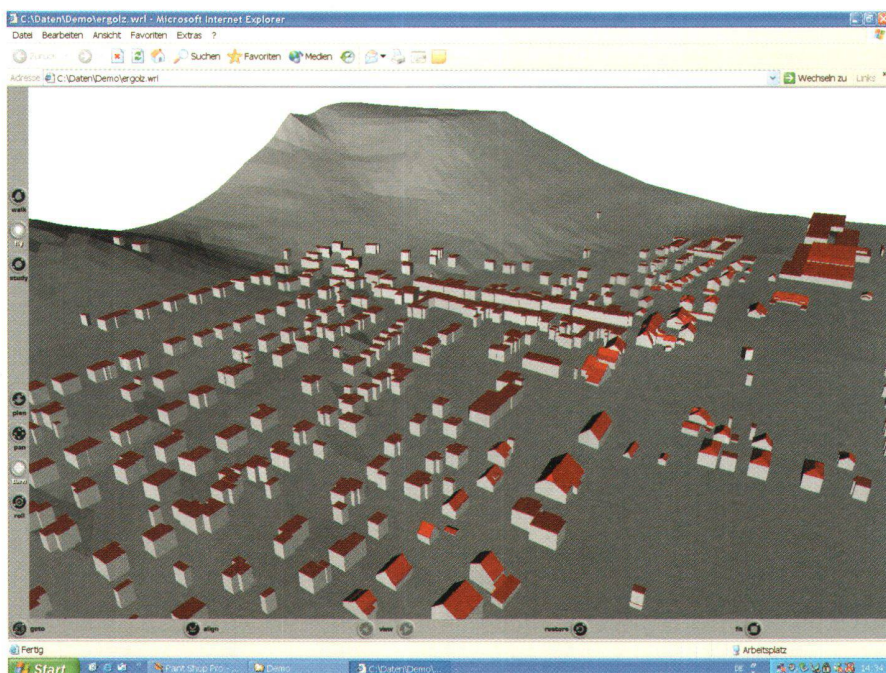 C:\Daten\Demo\ergolz.wrl - Microsoft Internet Explorer
Datei Bearbeiten Ansicht Favoriten Extras ?
Zurück Suchen Favoriten Medien
Adresse C:\Daten\Demo\ergolz.wrl Wechseln zu Links »
walk
fly
study
plan
pan
turn
roll
goto align view restore fit
Fertig Arbeitsplatz
Start Paint Shop Pro - ... Demo C:\Daten\Demo\... DE 14:34